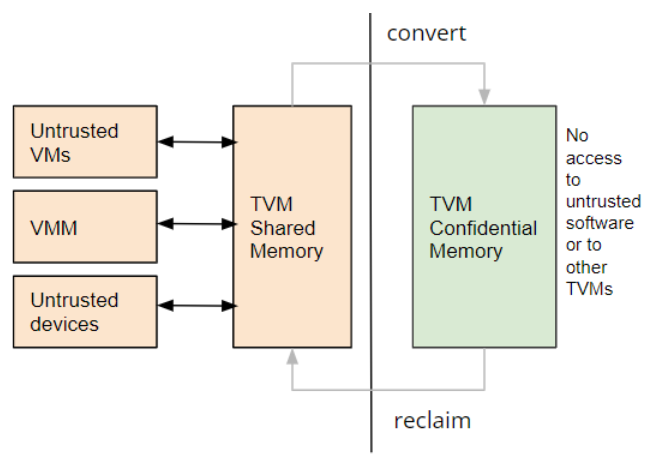 convert
Untrusted
VMs
VMM
Untrusted
devices
TVM
Shared
Memory
TVM
Confidential
Memory
No
access
to
untrusted
software
or to
other
TVMs
reclaim